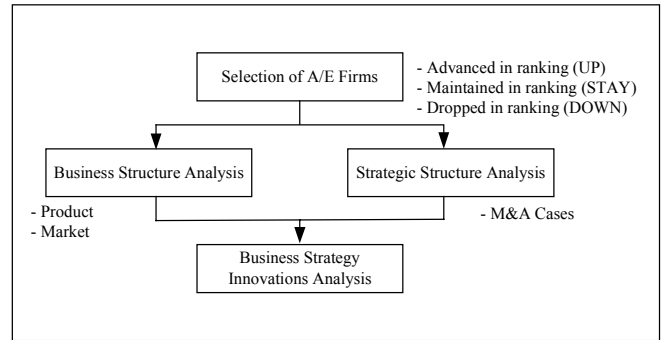 Selection of A/E Firms
- Advanced in ranking (UP)
- Maintained in ranking (STAY)
- Dropped in ranking (DOWN)
Business Structure Analysis
Strategic Structure Analysis
- Product
- Market
- M&A Cases
Business Strategy
Innovations Analysis